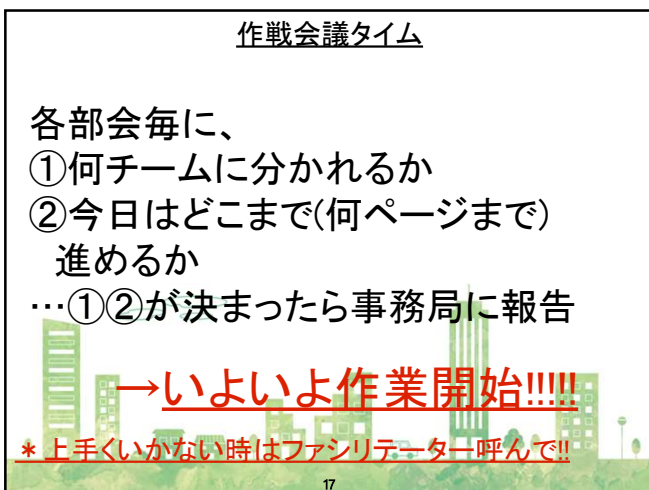 作戦会議タイム
各部会毎に、
①何チームに分かれるか
②今日はどこまで(何ページまで)
進めるか
…①②が決まったら事務局に報告
→いよいよ作業開始!!!!!
＊上手くいかない時はファシリテーター呼んで!!
17